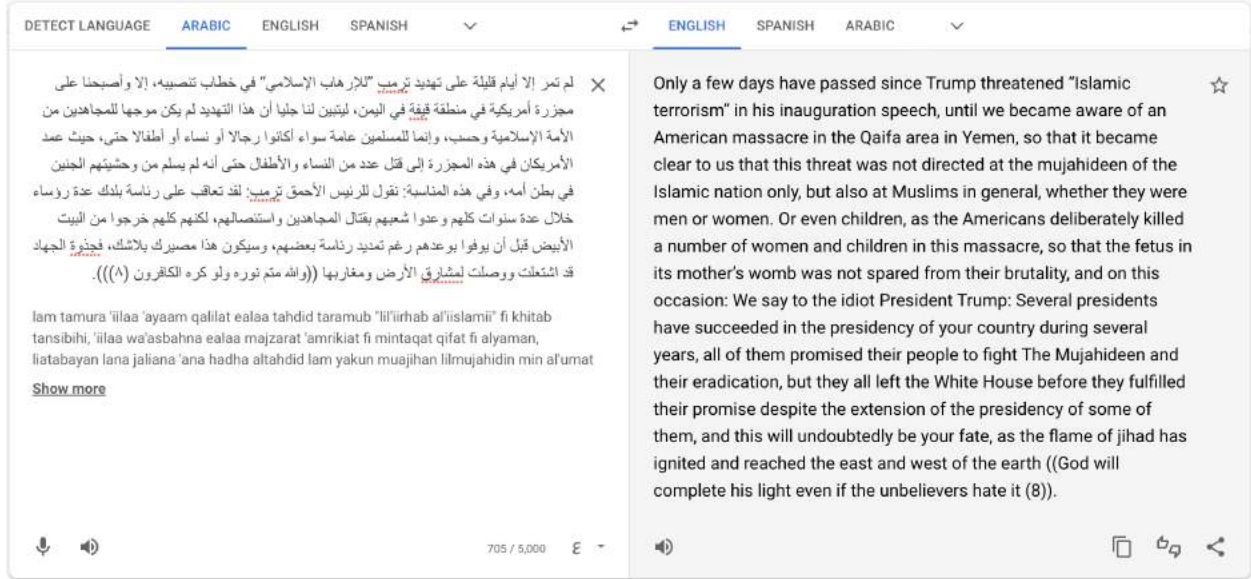 DETECT LANGUAGE ARABIC ENGLISH SPANISH
ENGLISH SPANISH ARABIC
لم تمر إلا أيام قليلة على تهديد ترمب "للإرهاب الإسلامي" في خطاب تنصيبه، إلا وأصبحنا على
مجزرة أمريكية في منطقة قيفة في اليمن، ليتبين لنا جليا أن هذا التهديد لم يكن موجها للمجاهدين من
الأمة الإسلامية وحسب، وإنما للمسلمين عامة سواء أكانوا رجالا أو نساء أو أطفالا حتى، حيث عمد
الأمريكان في هذه المجزرة إلى قتل عدد من النساء والأطفال حتى أنه لم يسلم من وحشيتهم الجنين
في بطن أمه، وفي هذه المناسبة: نقول للرئيس الأحمق ترمب: لقد تعاقب على رئاسة بلدك عدة رؤساء
خلال عدة سنوات كلهم وعدوا شعبهم بقتال المجاهدين واستئصالهم، لكنهم كلهم خرجوا من البيت
الأبيض قبل أن يوفوا بوعدهم رغم تمديد رئاسة بعضهم، وسيكون هذا مصيرك بلاشك، فجذوة الجهاد
قد اشتعلت ووصلت لمشارق الأرض ومغاربها ((والله متم نوره ولو كره الكافرون (٨))).
lam tamura 'iilaa 'ayaam qalilat ealaa tahdid taramub "lil'iirhab al'iislamii" fi khitab
tansibihi, 'iilaa wa'asbahna ealaa majzarat 'amrikiat fi mintaqat qifat fi alyaman,
liatabayan lana jaliana 'ana hadha altahdid lam yakun muajihan lilmujahidin min al'umat
Show more
705 / 5,000 ع
Only a few days have passed since Trump threatened “Islamic
terrorism” in his inauguration speech, until we became aware of an
American massacre in the Qaifa area in Yemen, so that it became
clear to us that this threat was not directed at the mujahideen of the
Islamic nation only, but also at Muslims in general, whether they were
men or women. Or even children, as the Americans deliberately killed
a number of women and children in this massacre, so that the fetus in
its mother's womb was not spared from their brutality, and on this
occasion: We say to the idiot President Trump: Several presidents
have succeeded in the presidency of your country during several
years, all of them promised their people to fight The Mujahideen and
their eradication, but they all left the White House before they fulfilled
their promise despite the extension of the presidency of some of
them, and this will undoubtedly be your fate, as the flame of jihad has
ignited and reached the east and west of the earth ((God will
complete his light even if the unbelievers hate it (8)).